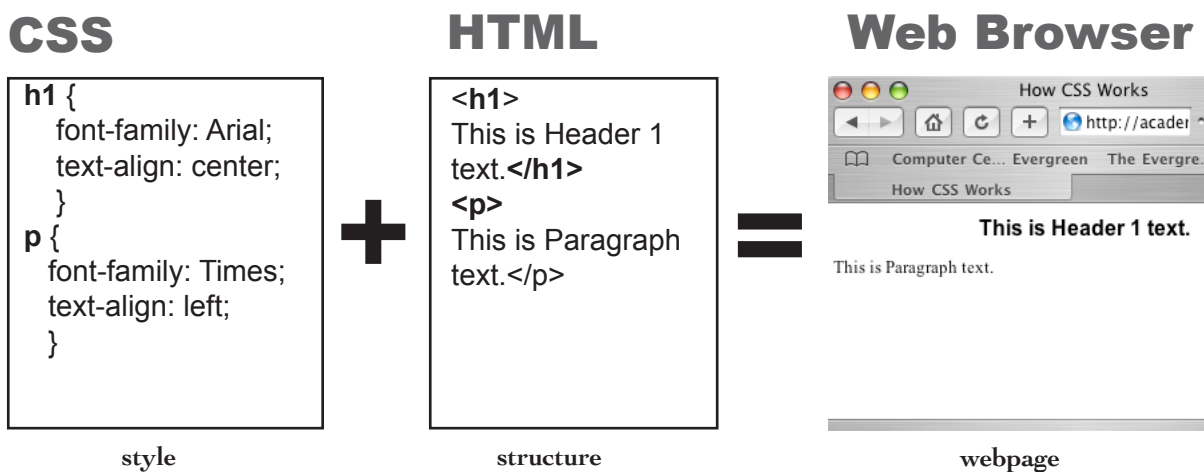 CSS
HTML
Web Browser
h1 {
font-family: Arial;
text-align: center;
}
p {
font-family: Times;
text-align: left;
}
<h1>
This is Header 1
text.</h1>
<p>
This is Paragraph
text.</p>
How CSS Works
http://acader
Computer Ce... Evergreen The Evergre.
How CSS Works
This is Header 1 text.
This is Paragraph text.
style
structure
webpage